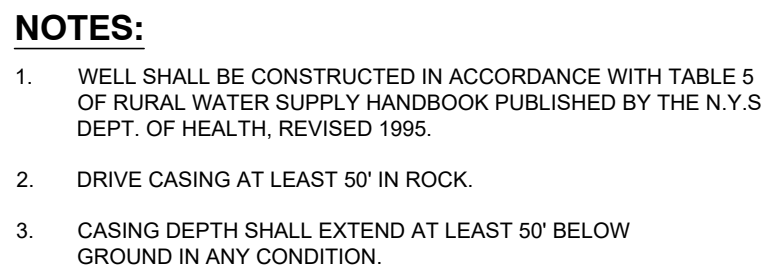 NOTES:
1. WELL SHALL BE CONSTRUCTED IN ACCORDANCE WITH TABLE 5
OF RURAL WATER SUPPLY HANDBOOK PUBLISHED BY THE N.Y.S
DEPT. OF HEALTH, REVISED 1995.
2. DRIVE CASING AT LEAST 50' IN ROCK.
3. CASING DEPTH SHALL EXTEND AT LEAST 50' BELOW
GROUND IN ANY CONDITION.